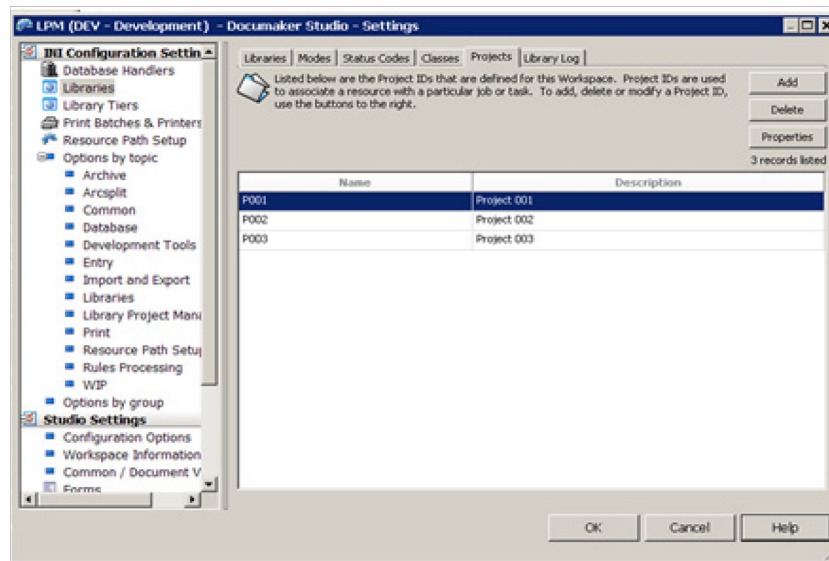 LPM (DEV - Development) - Documaker Studio - Settings
INI Configuration Settin
Database Handlers
Libraries
Library Tiers
Print Batches & Printers
Resource Path Setup
Options by topic
Archive
Arcsplit
Common
Database
Development Tools
Entry
Import and Export
Libraries
Library Project Mana
Print
Resource Path Setup
Rules Processing
WIP
Options by group
Studio Settings
Configuration Options
Workspace Information
Common / Document V
Forms
Libraries Modes Status Codes Classes Projects Library Log
Listed below are the Project IDs that are defined for this Workspace. Project IDs are used
to associate a resource with a particular job or task. To add, delete or modify a Project ID,
use the buttons to the right.
Add
Delete
Properties
3 records listed
Name Description
P001 Project 001
P002 Project 002
P003 Project 003
OK Cancel Help